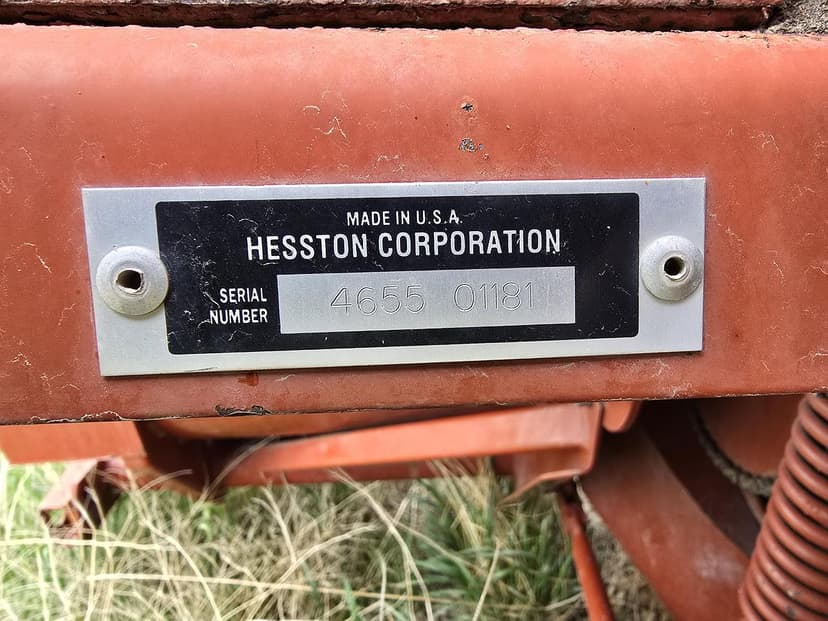 MADE IN U.S.A.
HESSTON CORPORATION
SERIAL
NUMBER
4655 01181